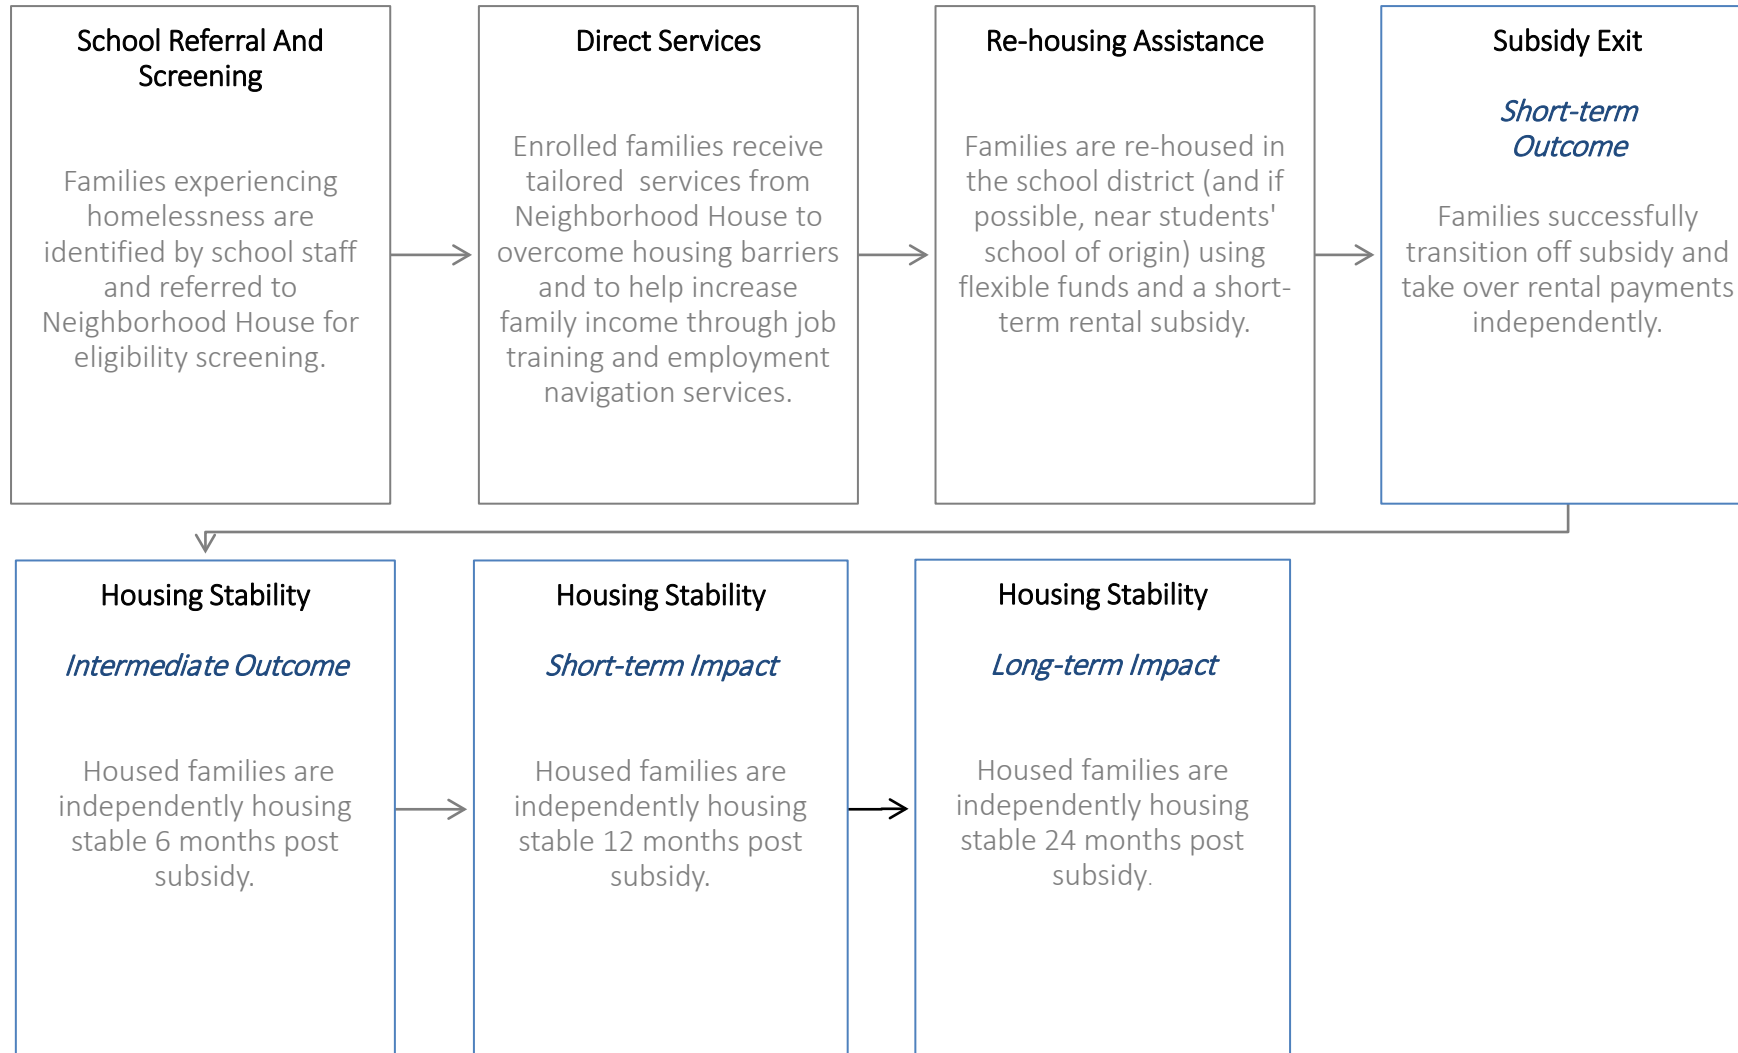 School Referral And
Screening
Families experiencing
homelessness are
identified by school staff
and referred to
Neighborhood House for
eligibility screening.
Direct Services
Enrolled families receive
tailored  services from
Neighborhood House to
overcome housing barriers
and to help increase
family income through job
training and employment
navigation services.
Re-housing Assistance
Families are re-housed in
the school district (and if
possible, near students'
school of origin) using
flexible funds and a short-
term rental subsidy.
Subsidy Exit
Short-term
Outcome
Families successfully
transition off subsidy and
take over rental payments
independently.
Housing Stability
Intermediate Outcome
Housed families are
independently housing
stable 6 months post
subsidy.
Housing Stability
Short-term Impact
Housed families are
independently housing
stable 12 months post
subsidy.
Housing Stability
Long-term Impact
Housed families are
independently housing
stable 24 months post
subsidy.